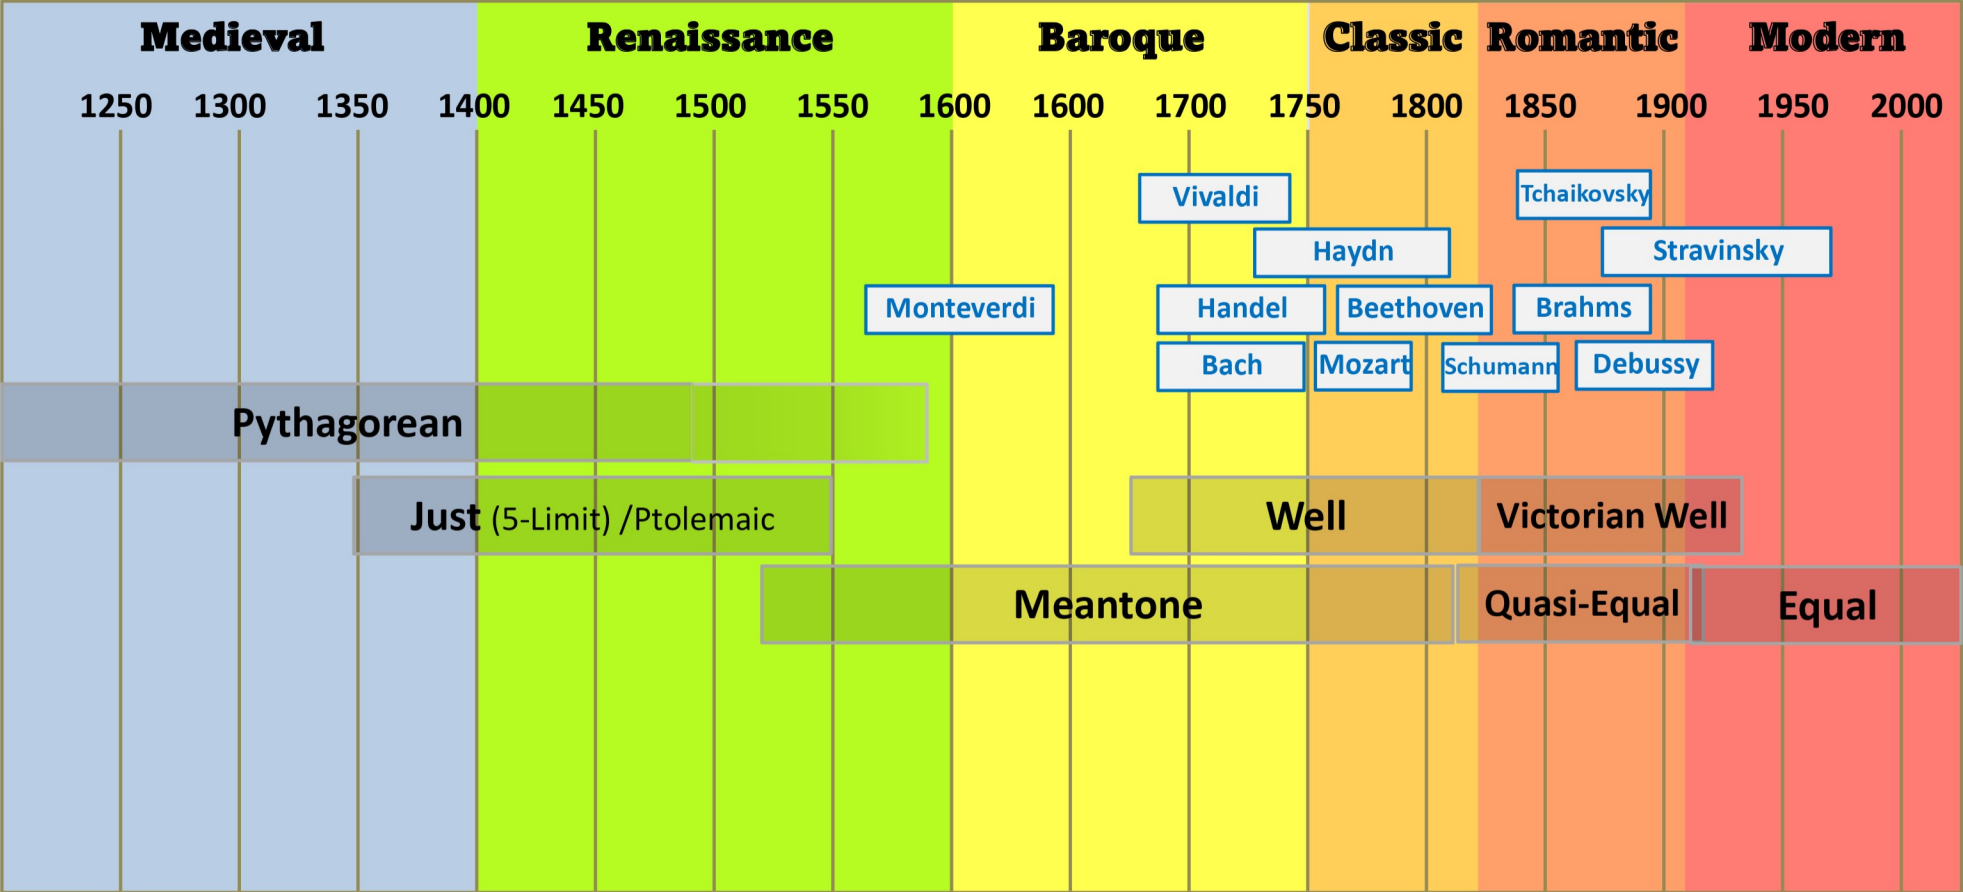 Medieval Renaissance Baroque Classic Romantic Modern
1250 1300 1350 1400 1450 1500 1550 1600 1600 1700 1750 1800 1850 1900 1950 2000
Vivaldi Tchaikovsky
Haydn Stravinsky
Monteverdi Handel Beethoven Brahms
Bach Mozart Schumann Debussy
Pythagorean
Just (5-Limit) /Ptolemaic Well Victorian Well
Meantone Quasi-Equal Equal